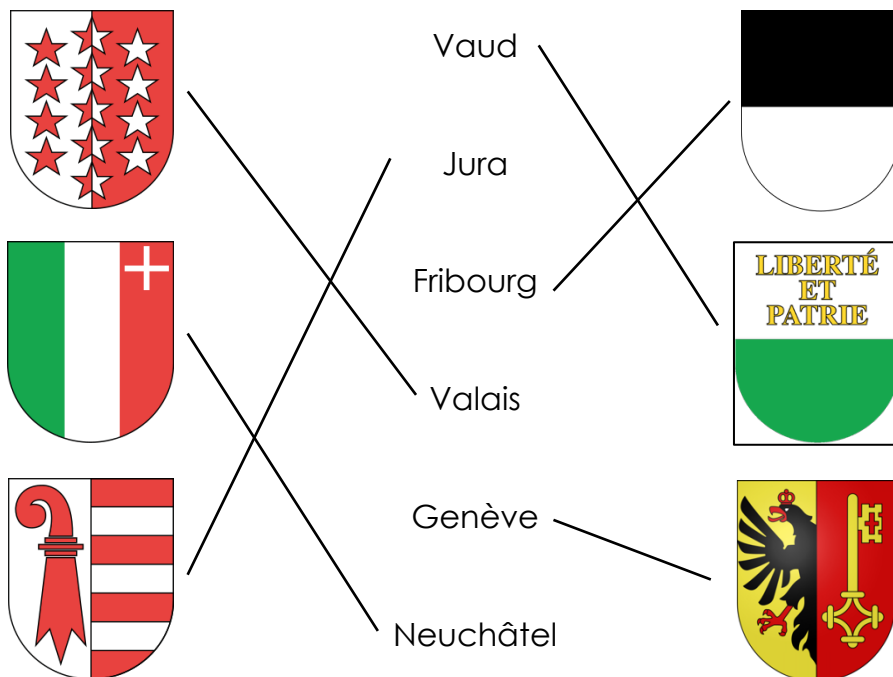 Vaud
Jura
Fribourg
LIBERTÉ
ET
PATRIE
Valais
Genève
Neuchâtel